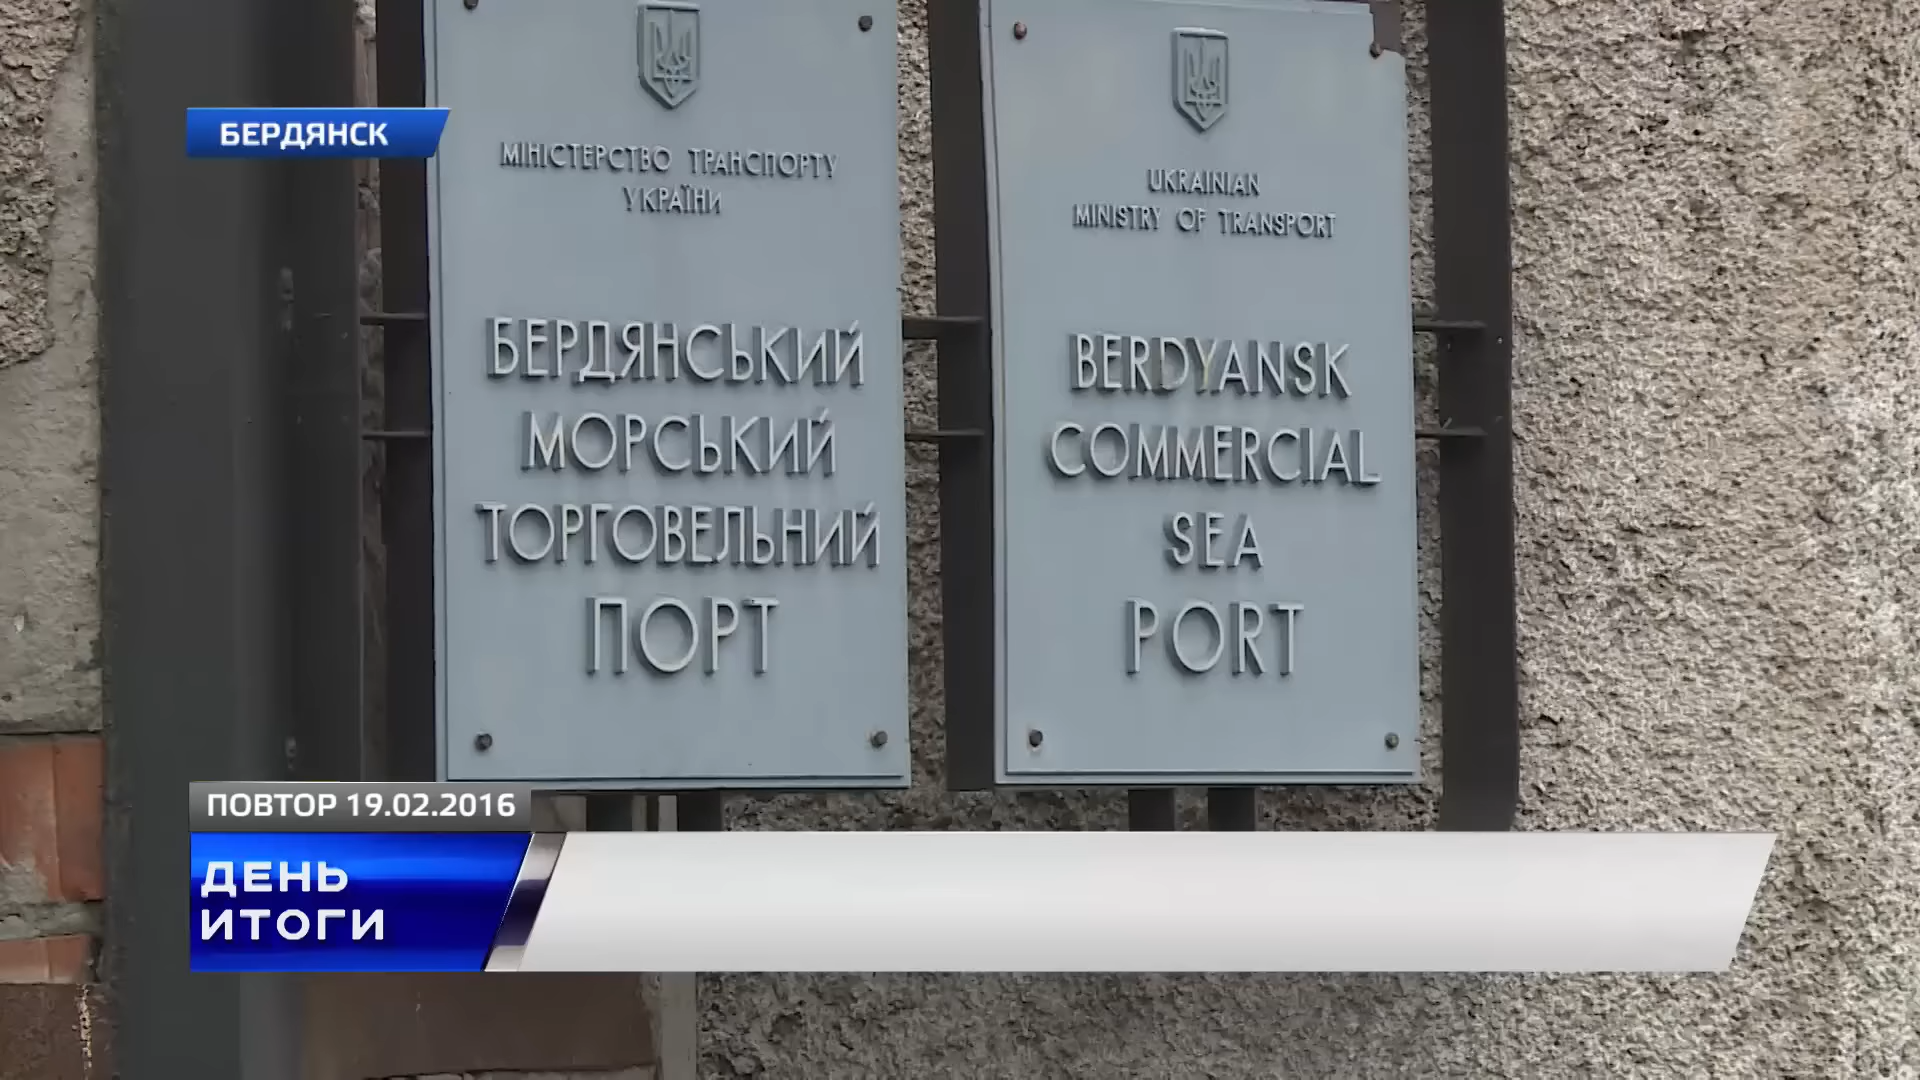 БЕРДЯНСК
МІНІСТЕРСТВО ТРАНСПОРТУ
УКРАЇНИ
БЕРДЯНСЬКИЙ
МОРСЬКИЙ
ТОРГОВЕЛЬНИЙ
ПОРТ
UKRAINIAN
MINISTRY OF TRANSPORT
BERDYANSK
COMMERCIAL
SEA
PORT
ПОВТОР 19.02.2016
ДЕНЬ
ИТОГИ